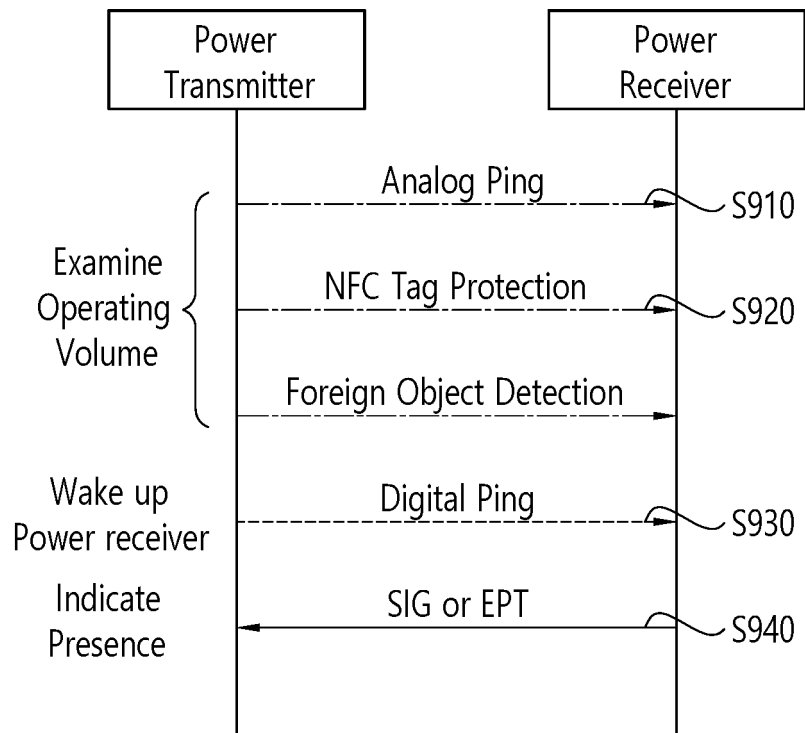 Power
Transmitter
Power
Receiver
Analog Ping
S910
Examine
Operating
Volume
NFC Tag Protection
S920
Foreign Object Detection
Wake up
Power receiver
Digital Ping
S930
Indicate
Presence
SIG or EPT
S940